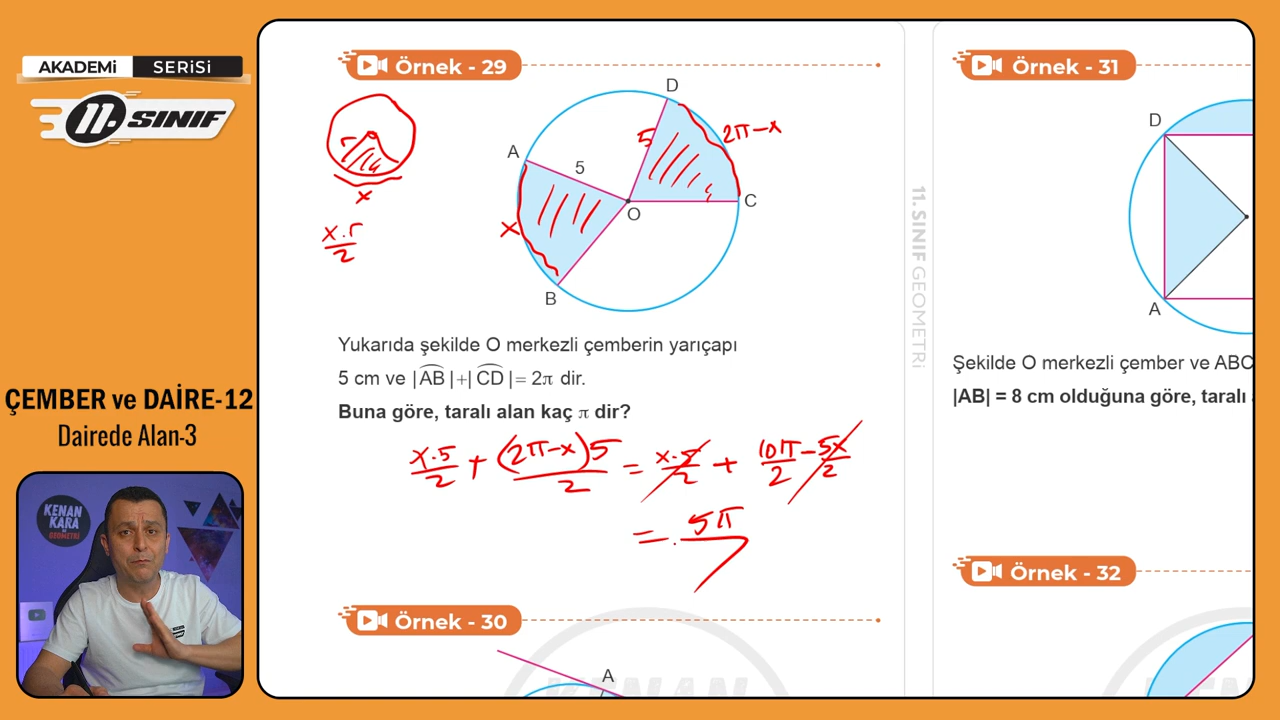 AKADEMİ SERİSİ
11. SINIF
ÇEMBER ve DAİRE-12
Dairede Alan-3
KENAN
KARA
GEOMETRİ
Örnek - 29
r
x
x.r
2
D
A
5
5
2π-x
O
C
x
B
Yukarıda şekilde O merkezli çemberin yarıçapı
5 cm ve |AB|+|CD|= 2π dir.
Buna göre, taralı alan kaç π dir?
x.5/2 + (2π-x)5/2 = x.5/2 + 10π/2 - 5x/2
= 5π
Örnek - 30
A
KENAN
11. SINIF GEOMETRİ
Örnek - 31
D
A
Şekilde O merkezli çember ve ABC
|AB| = 8 cm olduğuna göre, taralı
Örnek - 32